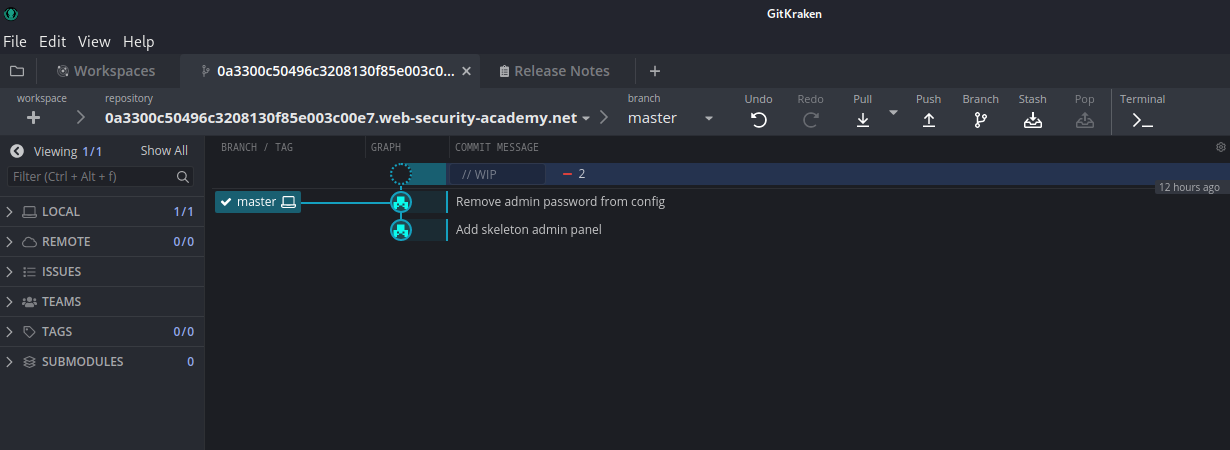 GitKraken
File Edit View Help
Workspaces 0a3300c50496c3208130f85e003c0... Release Notes
workspace repository branch Undo Redo Pull Push Branch Stash Pop Terminal
0a3300c50496c3208130f85e003c00e7.web-security-academy.net master
Viewing 1/1 Show All
BRANCH / TAG GRAPH COMMIT MESSAGE
Filter (Ctrl + Alt + f)
// WIP 2
12 hours ago
master Remove admin password from config
Add skeleton admin panel
LOCAL 1/1
REMOTE 0/0
ISSUES
TEAMS
TAGS 0/0
SUBMODULES 0